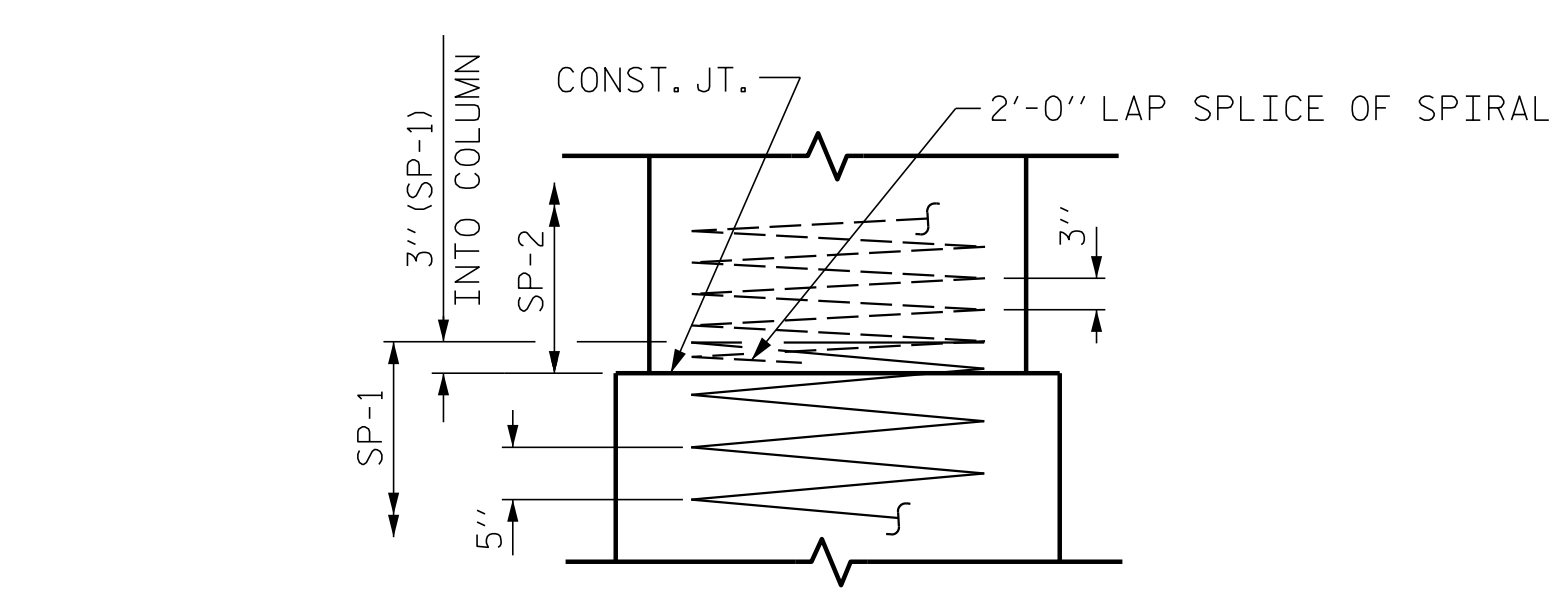 CONST. JT.
2'-0" LAP SPLICE OF SPIRAL
3" (SP-1)
INTO COLUMN
SP-2
3"
SP-1
5"